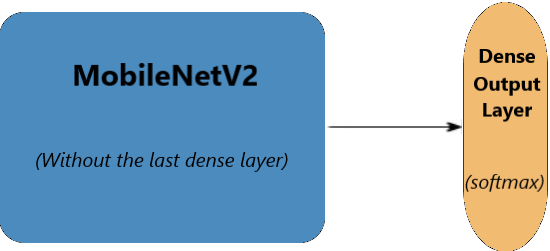 MobileNetV2
(Without the last dense layer)
Dense
Output
Layer
(softmax)